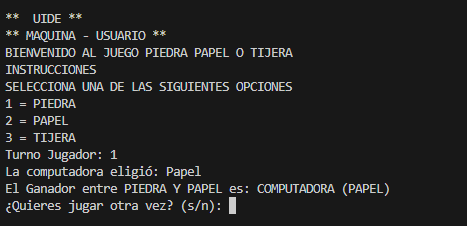 **  UIDE **
** MAQUINA - USUARIO **
BIENVENIDO AL JUEGO PIEDRA PAPEL O TIJERA
INSTRUCCIONES
SELECCIONA UNA DE LAS SIGUIENTES OPCIONES
1 = PIEDRA
2 = PAPEL
3 = TIJERA
Turno Jugador: 1
La computadora eligió: Papel
El Ganador entre PIEDRA Y PAPEL es: COMPUTADORA (PAPEL)
¿Quieres jugar otra vez? (s/n):